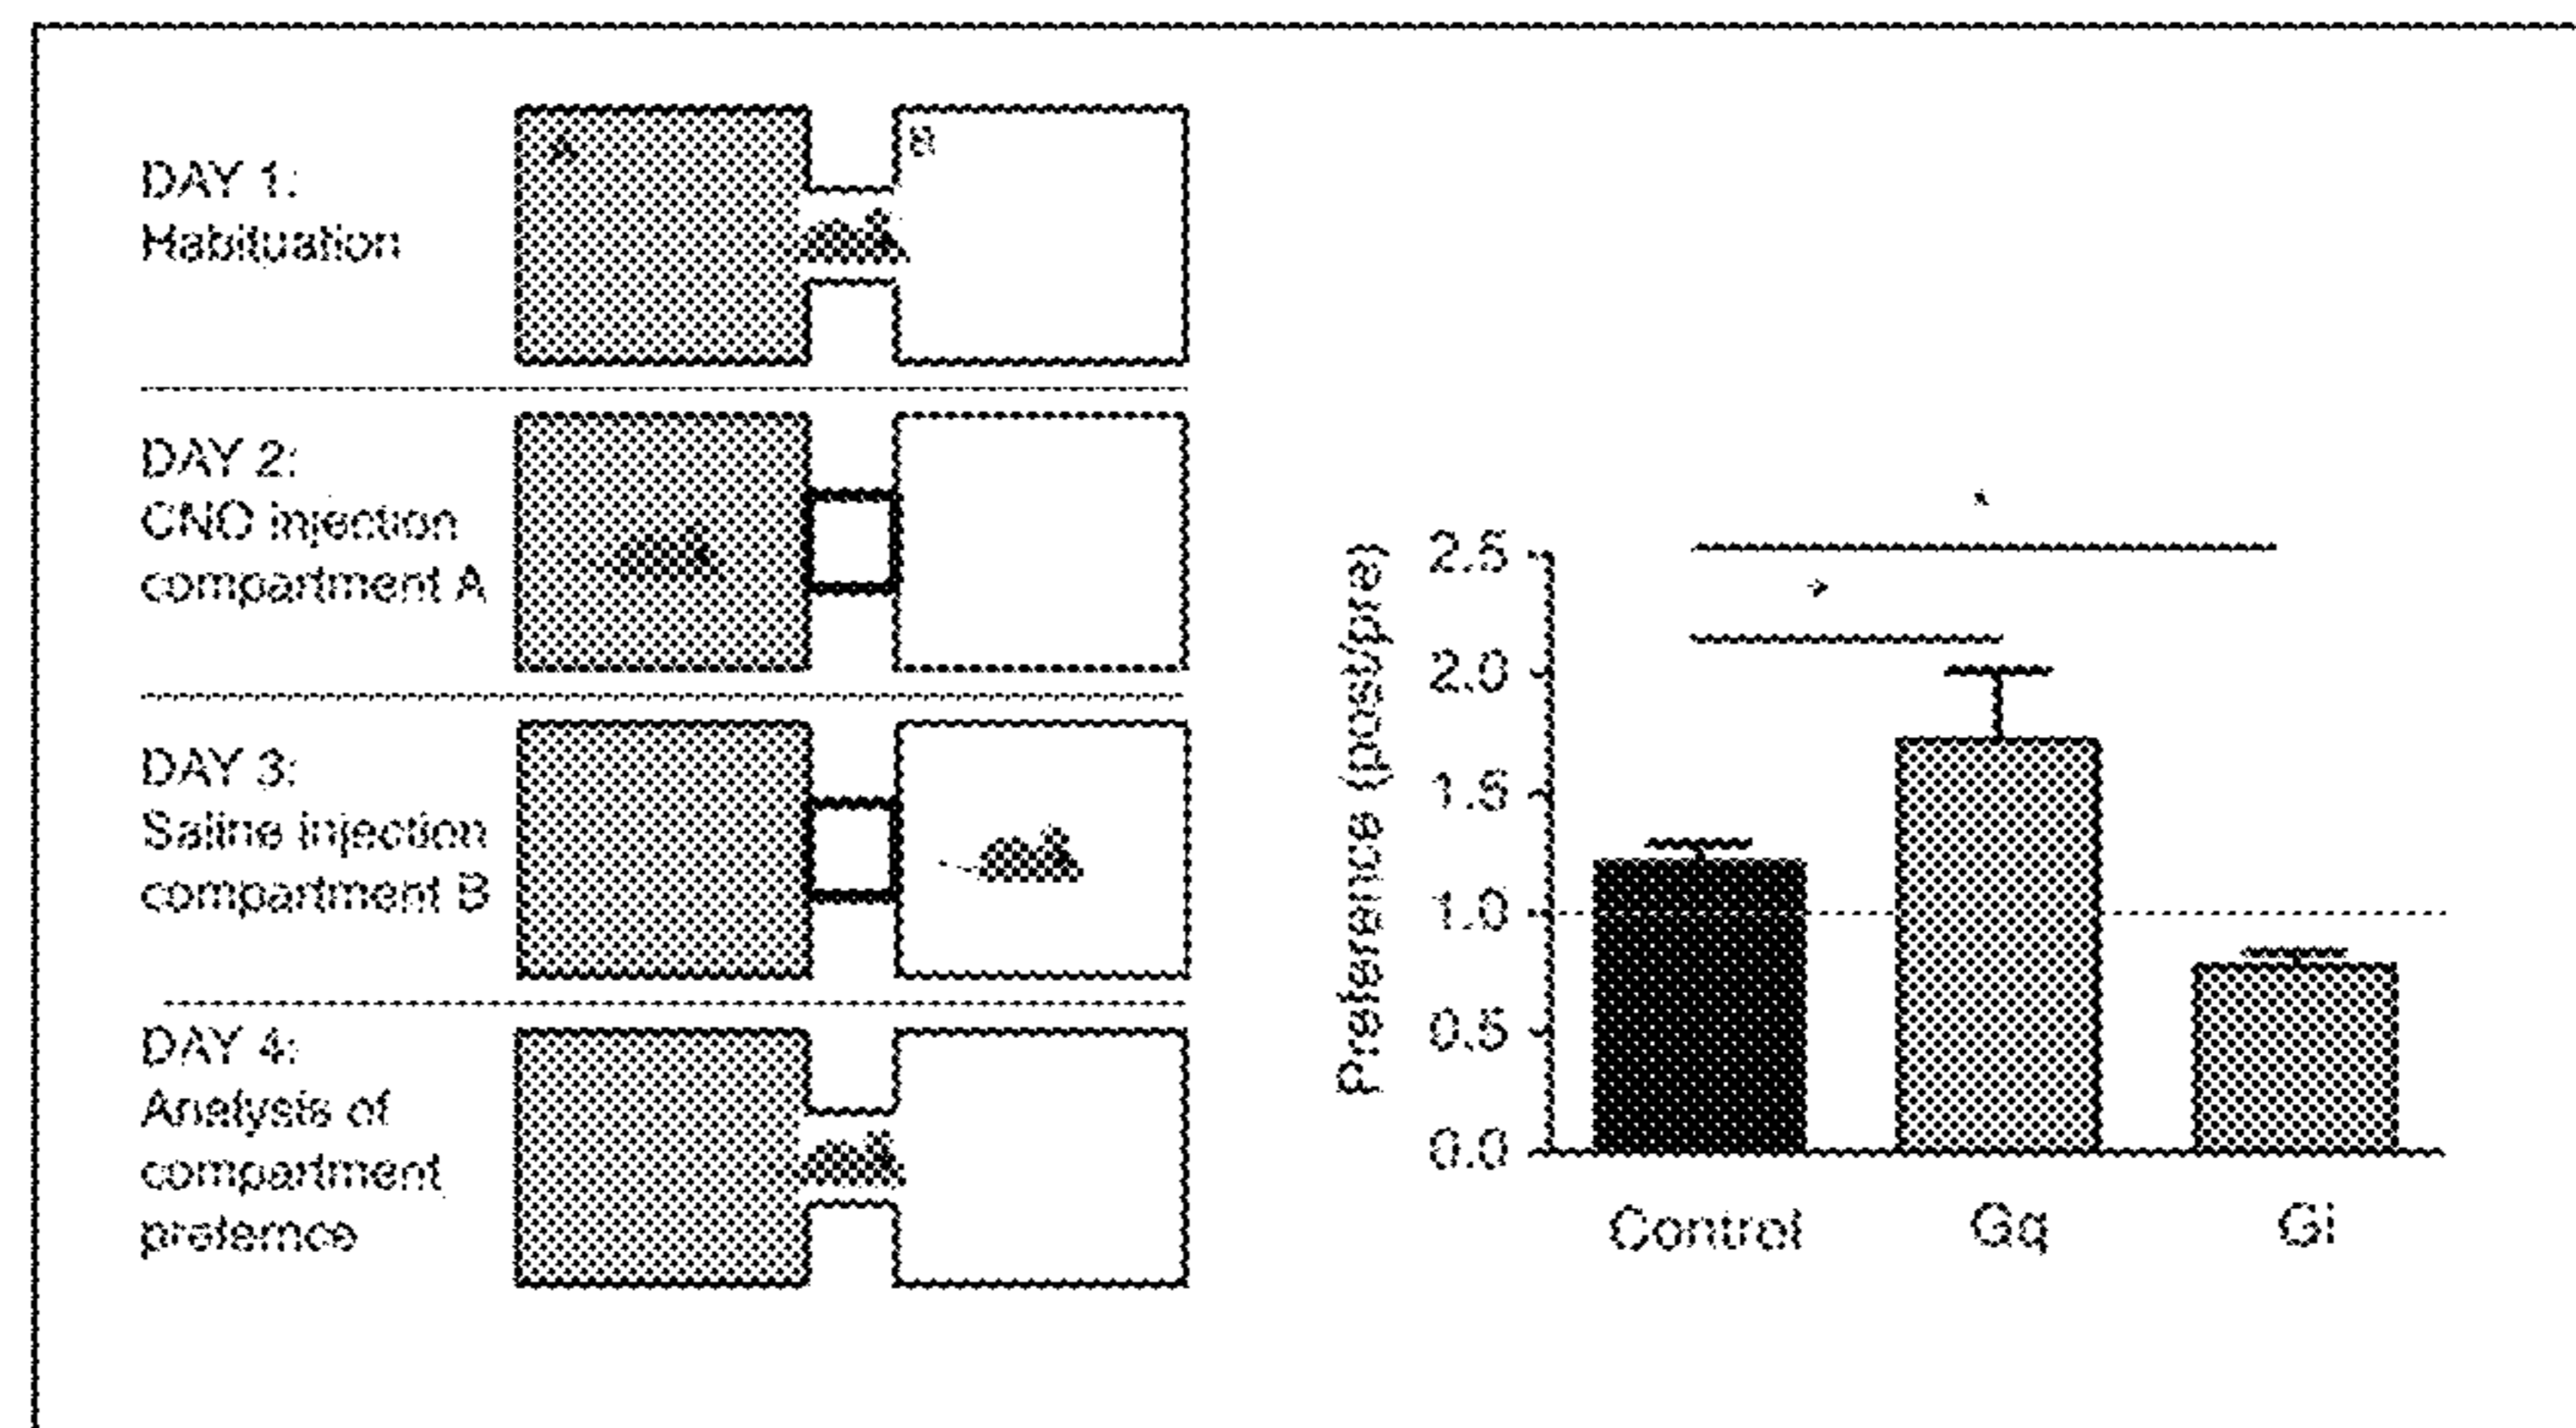 A
B
DAY 1:
Habituation
DAY 2:
CNO injection
compartment A
DAY 3:
Saline injection
compartment B
DAY 4:
Analysis of
compartment
prefernce
Preference (post/pre)
2.5
2.0
1.5
1.0
0.5
0.0
*
*
Control
Gq
Gi